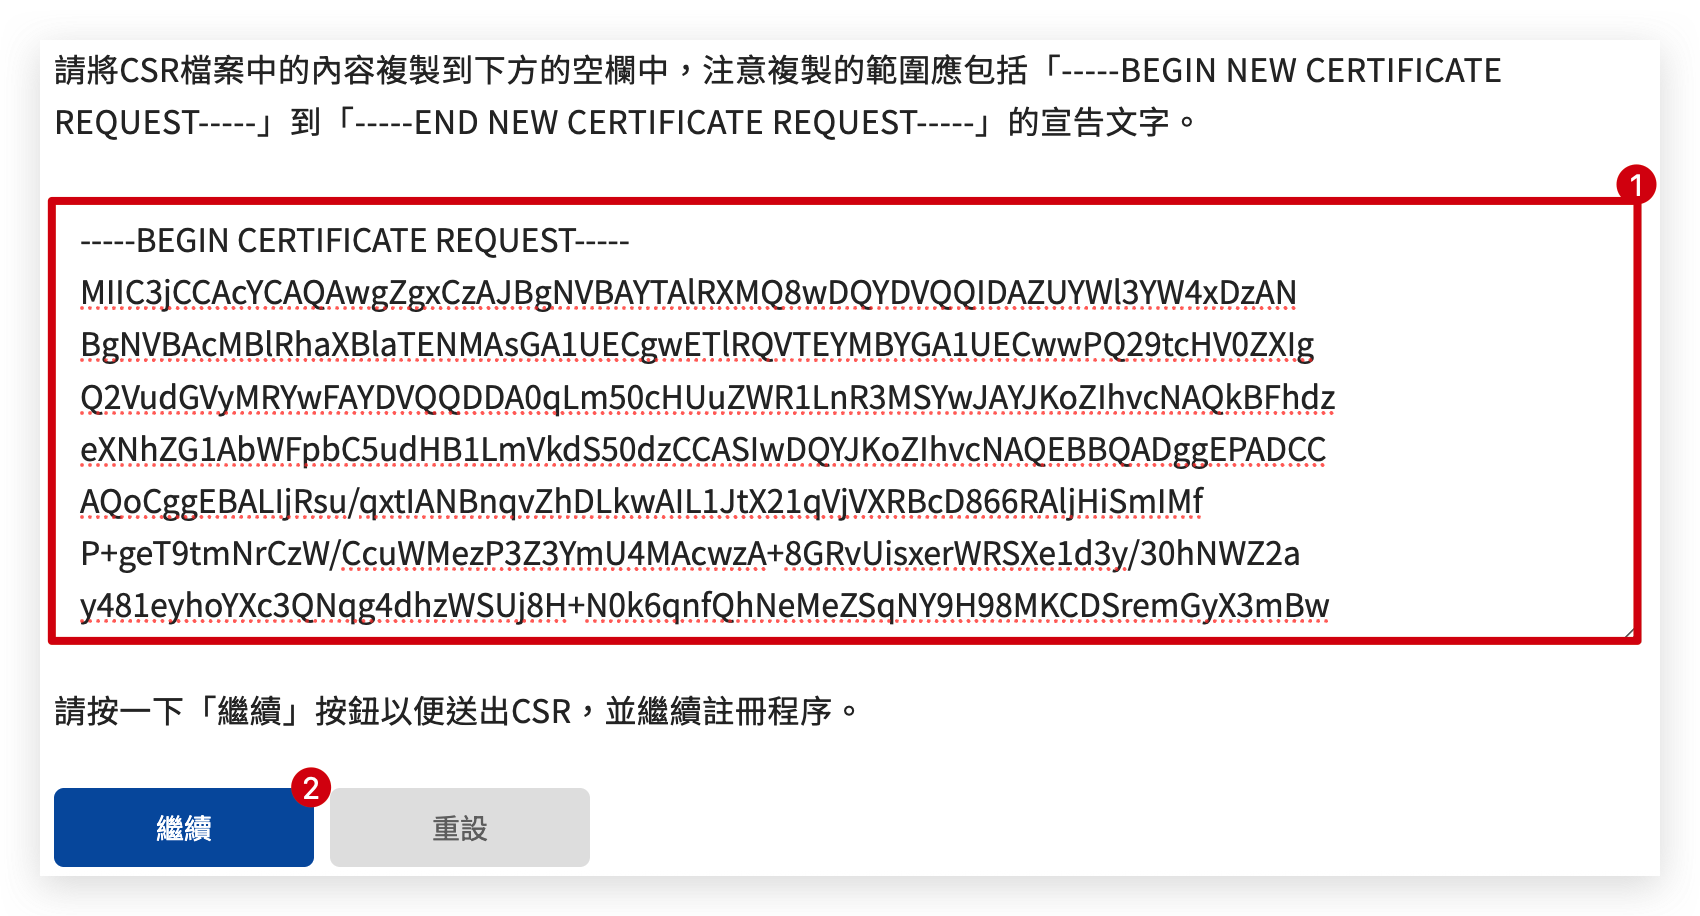 請將CSR檔案中的內容複製到下方的空欄中，注意複製的範圍應包括「-----BEGIN NEW CERTIFICATE
REQUEST-----」到「-----END NEW CERTIFICATE REQUEST-----」的宣告文字。
1
-----BEGIN CERTIFICATE REQUEST-----
MIIC3jCCAcYCAQAwgZgxCzAJBgNVBAYTAlRXMQ8wDQYDVQQIDAZUYWl3YW4xDzAN
BgNVBAcMBlRhaXBlaTENMAsGA1UECgwETlRQVTEYMBYGA1UECwwPQ29tcHV0ZXIg
Q2VudGVyMRYwFAYDVQQDDA0qLm50cHUuZWR1LnR3MSYwJAYJKoZIhvcNAQkBFhdz
eXNhZG1AbWFpbC5udHB1LmVkdS50dzCCASIwDQYJKoZIhvcNAQEBBQADggEPADCC
AQoCggEBALIjRsu/qxtIANBnqvZhDLkwAIL1JtX21qVjVXRBcD866RAljHiSmIMf
P+geT9tmNrCzW/CcuWMezP3Z3YmU4MAcwzA+8GRvUisxerWRSXe1d3y/30hNWZ2a
y481eyhoYXc3QNqg4dhzWSUj8H+N0k6qnfQhNeMeZSqNY9H98MKCDSremGyX3mBw
請按一下「繼續」按鈕以便送出CSR，並繼續註冊程序。
2
繼續
重設